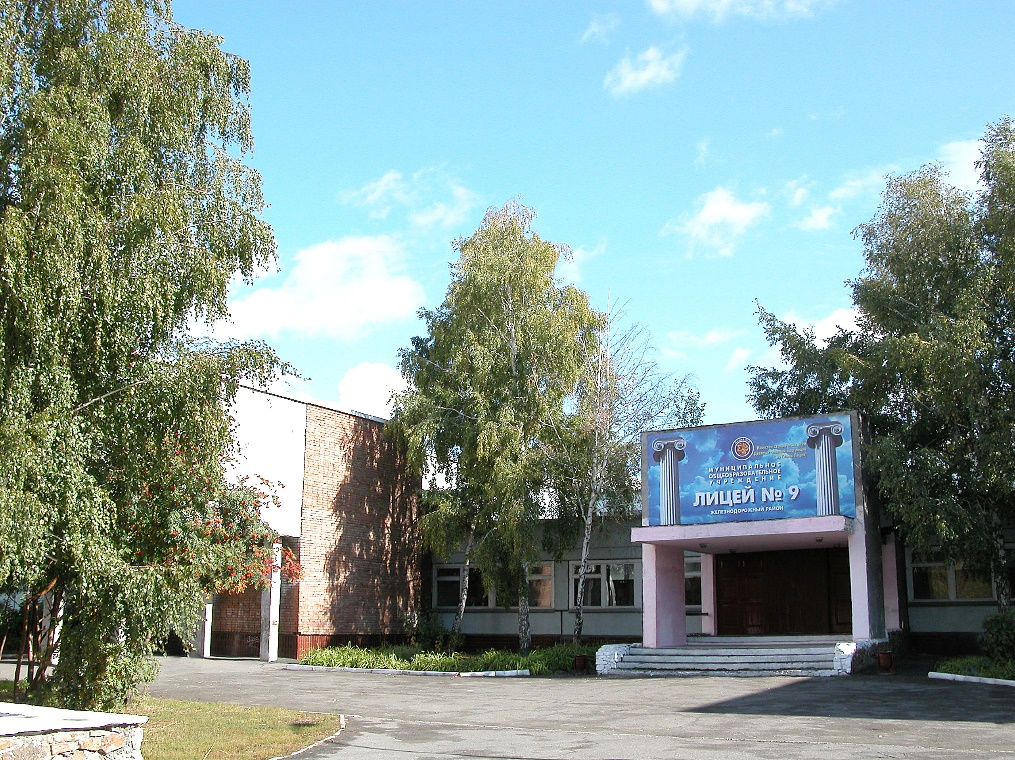 МУНИЦИПАЛЬНОЕ
ОБЩЕОБРАЗОВАТЕЛЬНОЕ
УЧРЕЖДЕНИЕ
ЛИЦЕЙ № 9
ЖЕЛЕЗНОДОРОЖНЫЙ РАЙОН